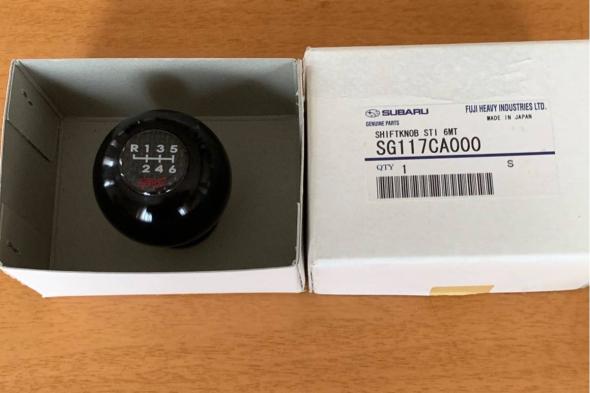 R 1 3 5
2 4 6
STI
SUBARU
GENUINE PARTS
FUJI HEAVY INDUSTRIES LTD.
MADE IN JAPAN
SHIFTKNOB STI 6MT
SG117CA000
QTY 1
S